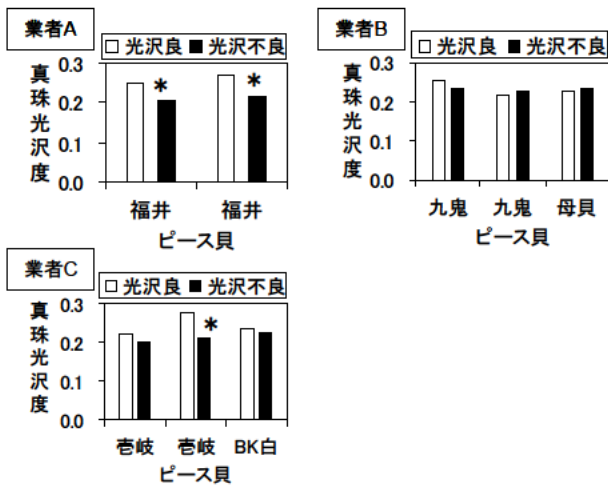 業者A
□光沢良 ■光沢不良
真珠光沢度
0.3
0.2
0.1
0.0
＊ ＊
福井 福井
ピース貝
業者B
□光沢良 ■光沢不良
真珠光沢度
0.3
0.2
0.1
0.0
九鬼 九鬼 母貝
ピース貝
業者C
□光沢良 ■光沢不良
真珠光沢度
0.3
0.2
0.1
0.0
＊
壱岐 壱岐 BK白
ピース貝